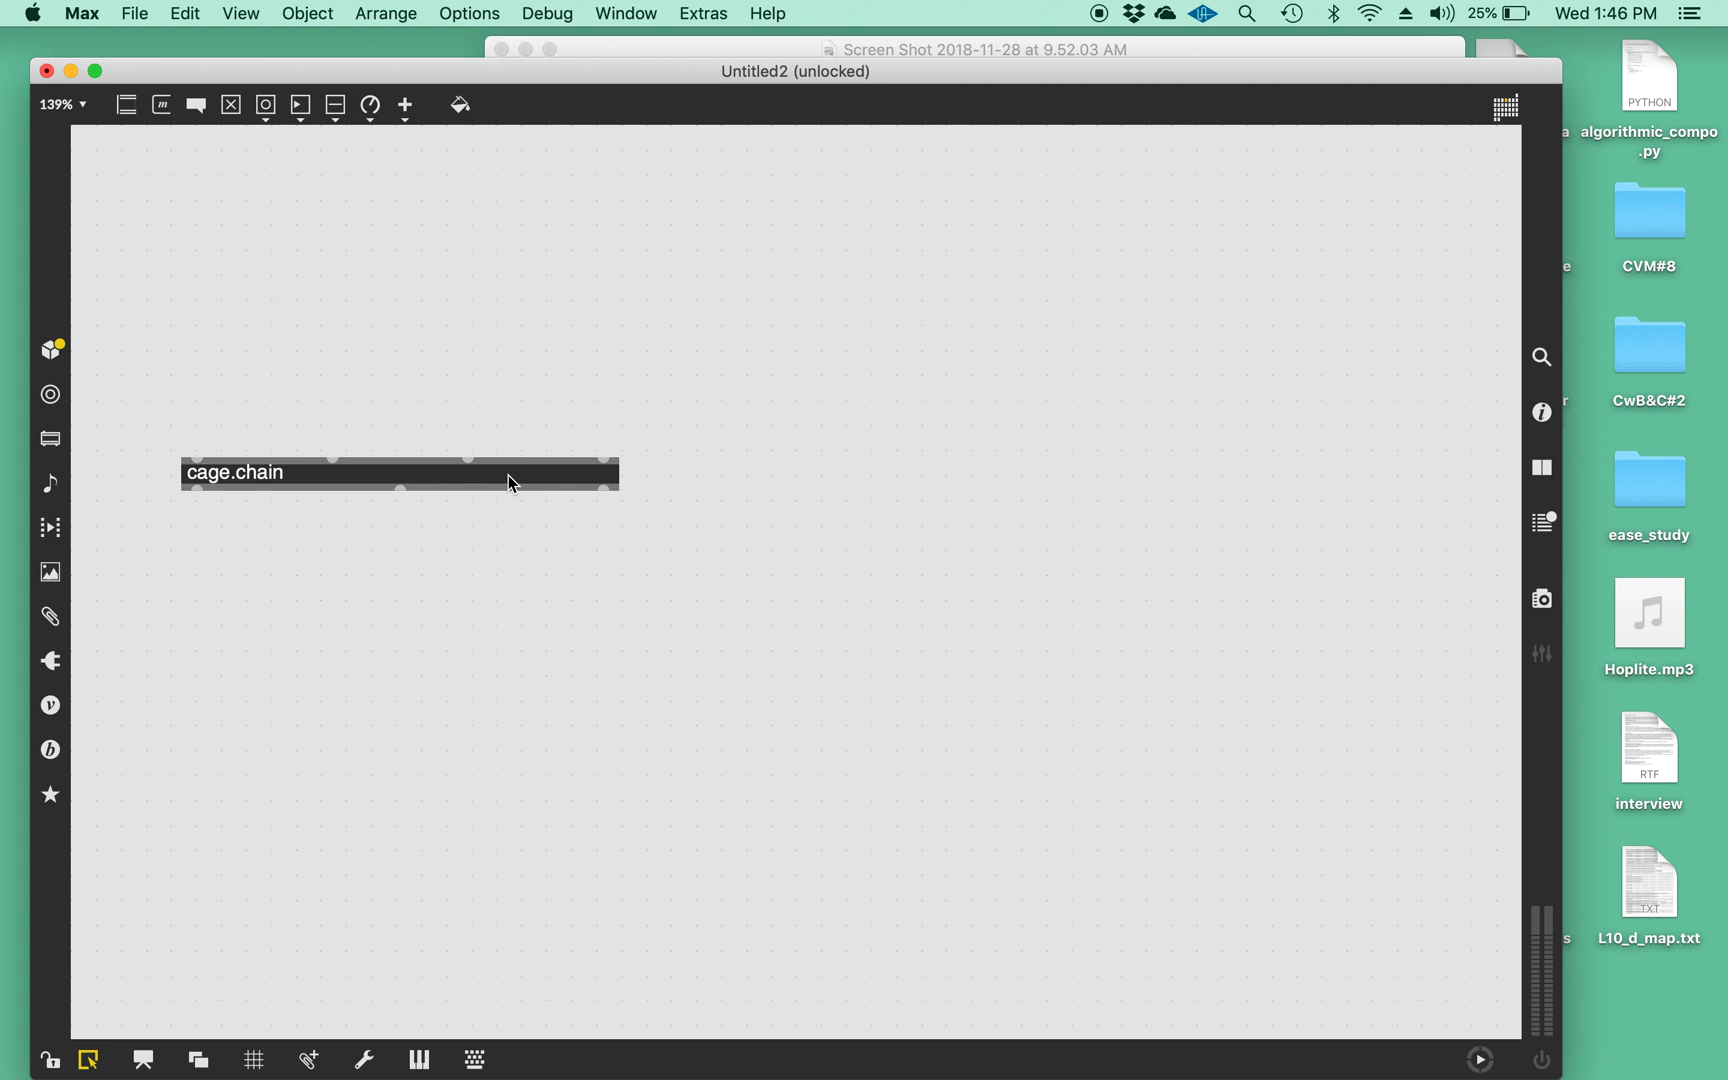 Max File Edit View Object Arrange Options Debug Window Extras Help 25% Wed 1:46 PM
Screen Shot 2018-11-28 at 9.52.03 AM
Untitled2 (unlocked)
139%
cage.chain
PYTHON
algorithmic_compo
.py
CVM#8
CwB&C#2
ease_study
Hoplite.mp3
RTF
interview
TXT
L10_d_map.txt